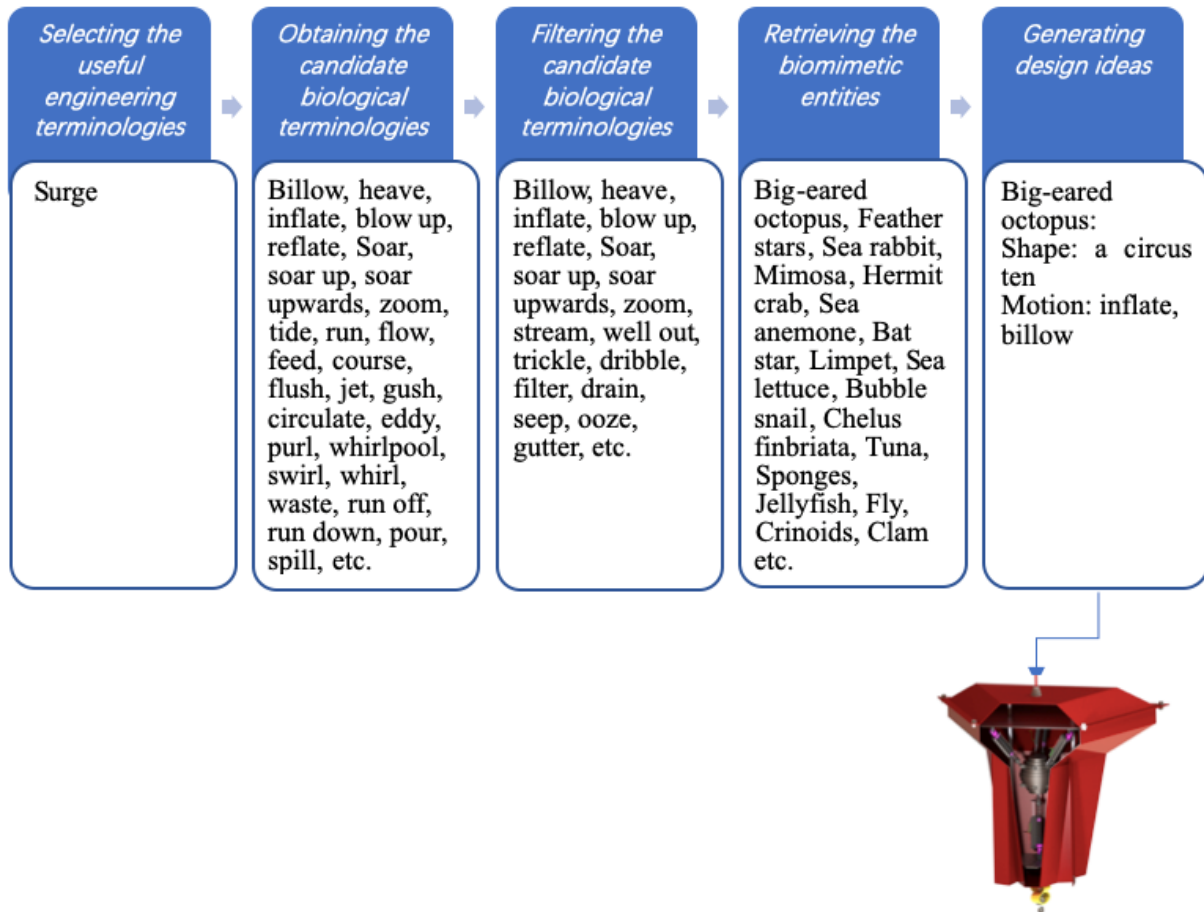 Selecting the
useful
engineering
terminologies
Obtaining the
candidate
biological
terminologies
Filtering the
candidate
biological
terminologies
Retrieving the
biomimetic
entities
Generating
design ideas
Surge
Billow, heave,
inflate, blow up,
reflate, Soar,
soar up, soar
upwards, zoom,
tide, run, flow,
feed, course,
flush, jet, gush,
circulate, eddy,
purl, whirlpool,
swirl, whirl,
waste, run off,
run down, pour,
spill, etc.
Billow, heave,
inflate, blow up,
reflate, Soar,
soar up, soar
upwards, zoom,
stream, well out,
trickle, dribble,
filter, drain,
seep, ooze,
gutter, etc.
Big-eared
octopus, Feather
stars, Sea rabbit,
Mimosa, Hermit
crab, Sea
anemone, Bat
star, Limpet, Sea
lettuce, Bubble
snail, Chelus
finbriata, Tuna,
Sponges,
Jellyfish, Fly,
Crinoids, Clam
etc.
Big-eared
octopus:
Shape: a circus
ten
Motion: inflate,
billow